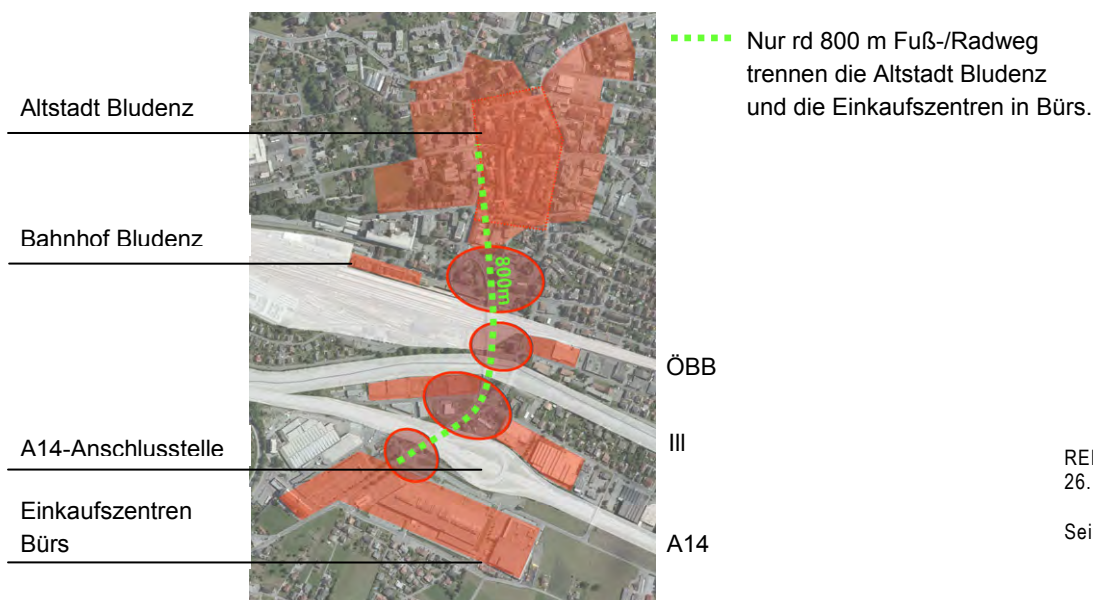 Nur rd 800 m Fuß-/Radweg
trennen die Altstadt Bludenz
und die Einkaufszentren in Bürs.
Altstadt Bludenz
Bahnhof Bludenz
800m
ÖBB
A14-Anschlusstelle
Ill
Einkaufszentren
Bürs
A14
26.